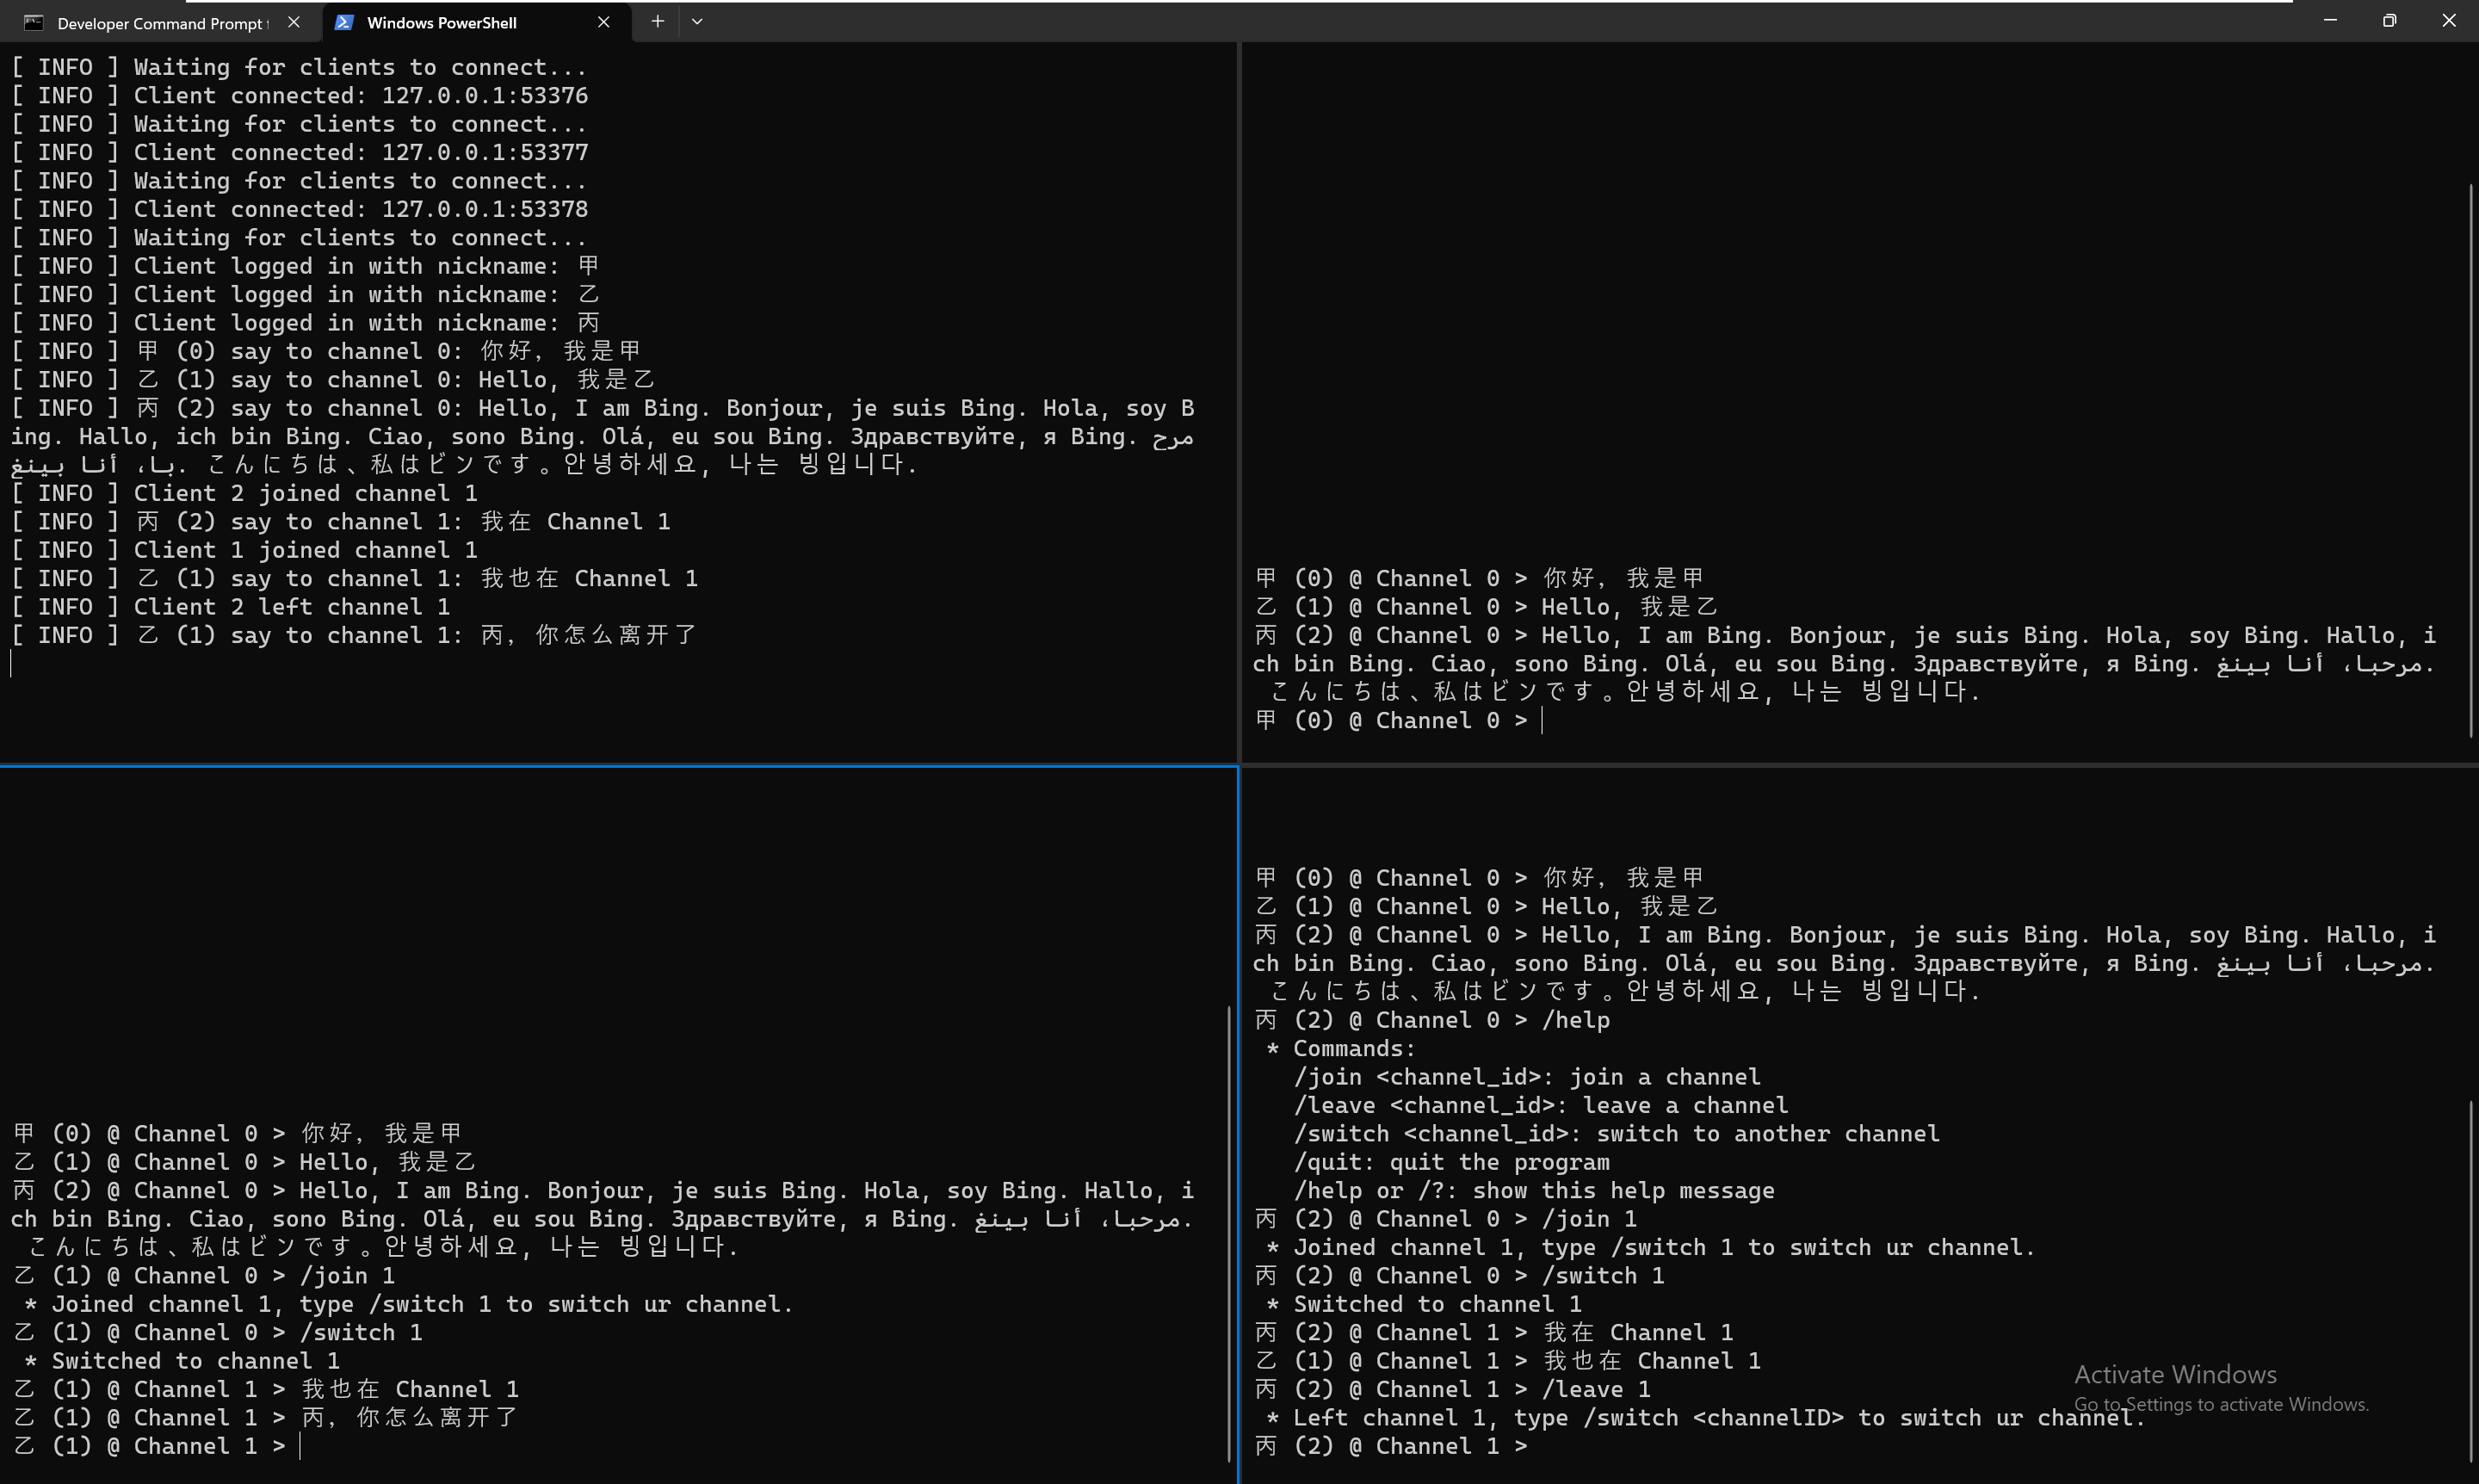 Developer Command Prompt f
Windows PowerShell
[ INFO ] Waiting for clients to connect...
[ INFO ] Client connected: 127.0.0.1:53376
[ INFO ] Waiting for clients to connect...
[ INFO ] Client connected: 127.0.0.1:53377
[ INFO ] Waiting for clients to connect...
[ INFO ] Client connected: 127.0.0.1:53378
[ INFO ] Waiting for clients to connect...
[ INFO ] Client logged in with nickname: 甲
[ INFO ] Client logged in with nickname: 乙
[ INFO ] Client logged in with nickname: 丙
[ INFO ] 甲 (0) say to channel 0: 你好，我是甲
[ INFO ] 乙 (1) say to channel 0: Hello, 我是乙
[ INFO ] 丙 (2) say to channel 0: Hello, I am Bing. Bonjour, je suis Bing. Hola, soy B
ing. Hallo, ich bin Bing. Ciao, sono Bing. Olá, eu sou Bing. Здравствуйте, я Bing. مرح
با، أنا بينغ. こんにちは、私はビンです。안녕하세요, 나는 빙입니다.
[ INFO ] Client 2 joined channel 1
[ INFO ] 丙 (2) say to channel 1: 我在 Channel 1
[ INFO ] Client 1 joined channel 1
[ INFO ] 乙 (1) say to channel 1: 我也在 Channel 1
[ INFO ] Client 2 left channel 1
[ INFO ] 乙 (1) say to channel 1: 丙，你怎么离开了
甲 (0) @ Channel 0 > 你好，我是甲
乙 (1) @ Channel 0 > Hello, 我是乙
丙 (2) @ Channel 0 > Hello, I am Bing. Bonjour, je suis Bing. Hola, soy Bing. Hallo, i
ch bin Bing. Ciao, sono Bing. Olá, eu sou Bing. Здравствуйте, я Bing. مرحبا، أنا بينغ.
こんにちは、私はビンです。안녕하세요, 나는 빙입니다.
甲 (0) @ Channel 0 >
甲 (0) @ Channel 0 > 你好，我是甲
乙 (1) @ Channel 0 > Hello, 我是乙
丙 (2) @ Channel 0 > Hello, I am Bing. Bonjour, je suis Bing. Hola, soy Bing. Hallo, i
ch bin Bing. Ciao, sono Bing. Olá, eu sou Bing. Здравствуйте, я Bing. مرحبا، أنا بينغ.
こんにちは、私はビンです。안녕하세요, 나는 빙입니다.
乙 (1) @ Channel 0 > /join 1
* Joined channel 1, type /switch 1 to switch ur channel.
乙 (1) @ Channel 0 > /switch 1
* Switched to channel 1
乙 (1) @ Channel 1 > 我也在 Channel 1
乙 (1) @ Channel 1 > 丙，你怎么离开了
乙 (1) @ Channel 1 >
甲 (0) @ Channel 0 > 你好，我是甲
乙 (1) @ Channel 0 > Hello, 我是乙
丙 (2) @ Channel 0 > Hello, I am Bing. Bonjour, je suis Bing. Hola, soy Bing. Hallo, i
ch bin Bing. Ciao, sono Bing. Olá, eu sou Bing. Здравствуйте, я Bing. مرحبا، أنا بينغ.
こんにちは、私はビンです。안녕하세요, 나는 빙입니다.
丙 (2) @ Channel 0 > /help
* Commands:
/join <channel_id>: join a channel
/leave <channel_id>: leave a channel
/switch <channel_id>: switch to another channel
/quit: quit the program
/help or /?: show this help message
丙 (2) @ Channel 0 > /join 1
* Joined channel 1, type /switch 1 to switch ur channel.
丙 (2) @ Channel 0 > /switch 1
* Switched to channel 1
丙 (2) @ Channel 1 > 我在 Channel 1
乙 (1) @ Channel 1 > 我也在 Channel 1
丙 (2) @ Channel 1 > /leave 1
* Left channel 1, type /switch <channelID> to switch ur channel.
丙 (2) @ Channel 1 >
Activate Windows
Go to Settings to activate Windows.